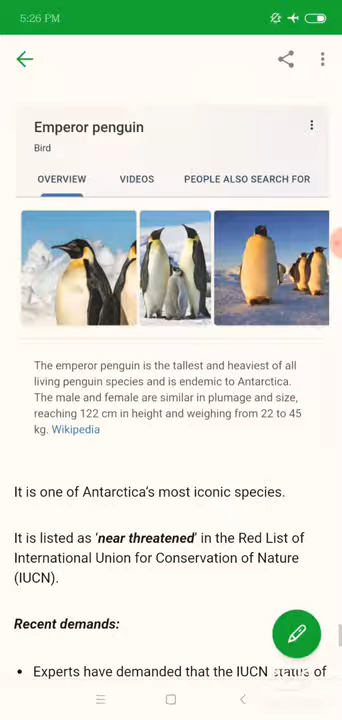 5:26 PM
Emperor penguin
Bird
OVERVIEW VIDEOS PEOPLE ALSO SEARCH FOR
The emperor penguin is the tallest and heaviest of all
living penguin species and is endemic to Antarctica.
The male and female are similar in plumage and size,
reaching 122 cm in height and weighing from 22 to 45
kg. Wikipedia
It is one of Antarctica's most iconic species.
It is listed as 'near threatened' in the Red List of
International Union for Conservation of Nature
(IUCN).
Recent demands:
• Experts have demanded that the IUCN status of